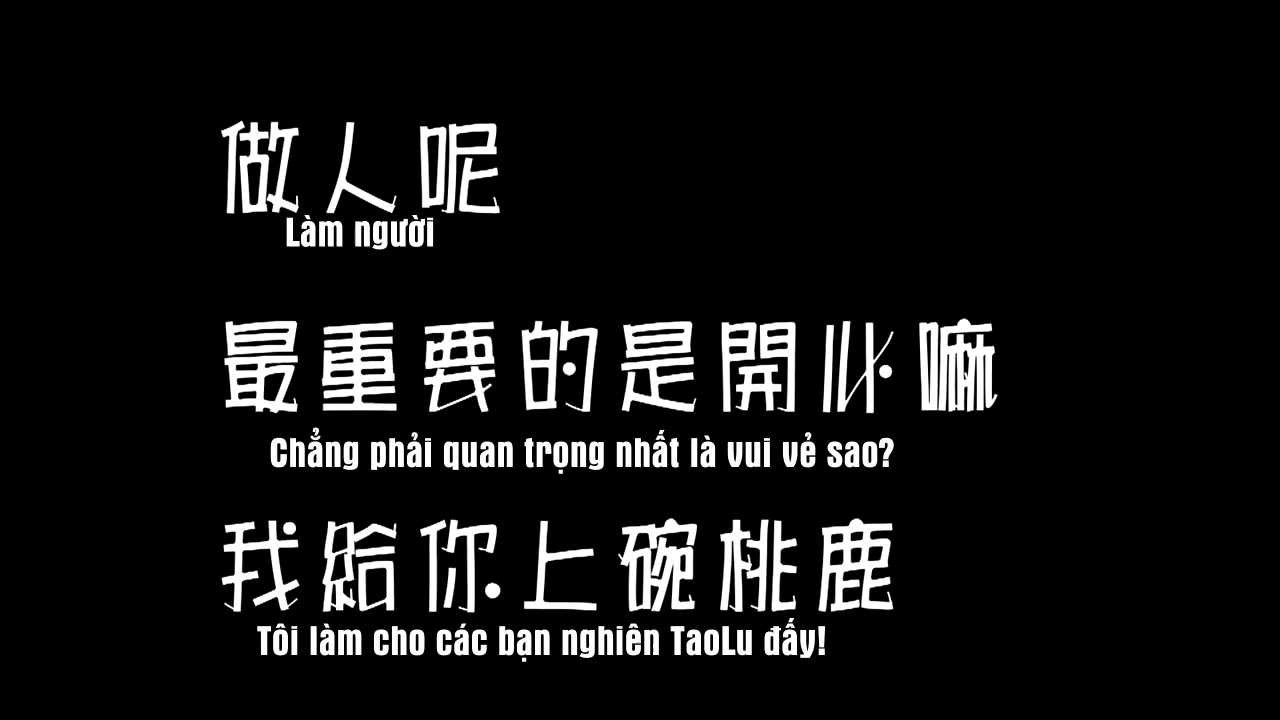 做人呢
Làm người
最重要的是開心嘛
Chẳng phải quan trọng nhất là vui vẻ sao?
我給你上碗桃鹿
Tôi làm cho các bạn nghiên TaoLu đấy!